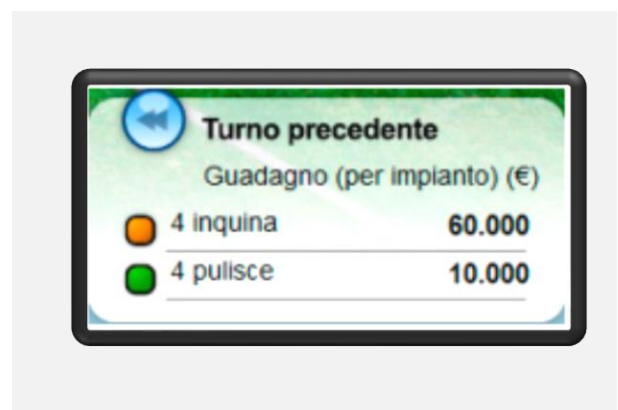 Turno precedente
Guadagno (per impianto) (€)
4 inquina 60.000
4 pulisce 10.000